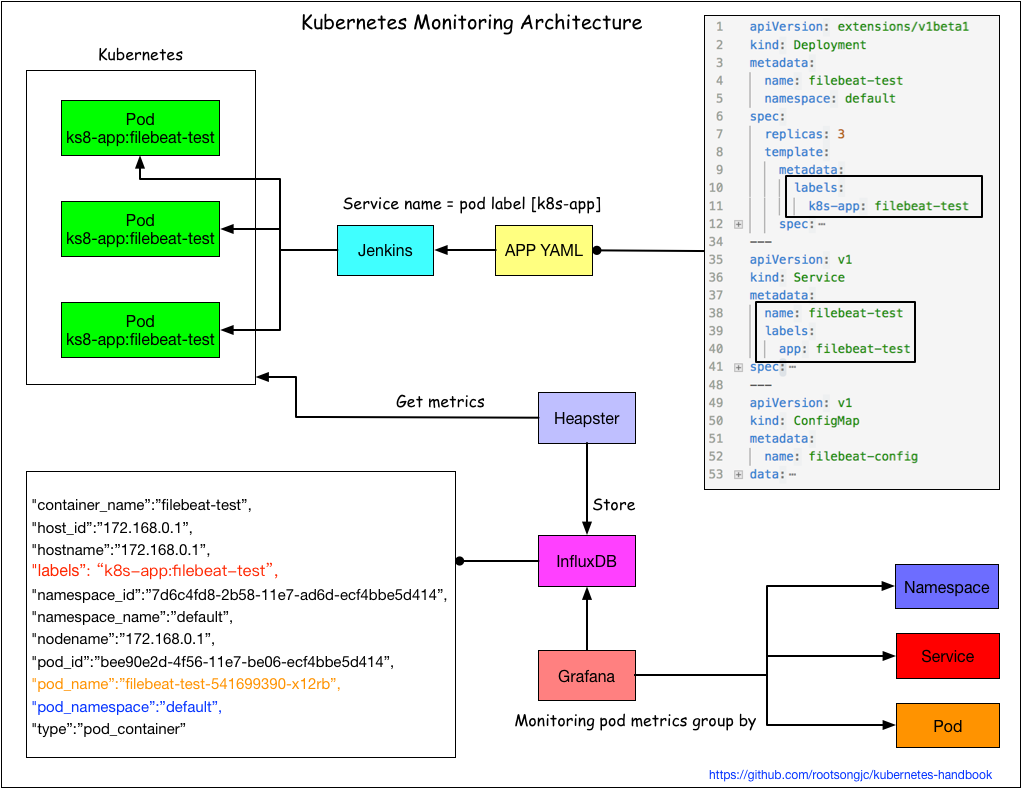 Kubernetes Monitoring Architecture
Kubernetes
Pod
ks8-app:filebeat-test
Pod
ks8-app:filebeat-test
Pod
ks8-app:filebeat-test
Service name = pod label [k8s-app]
Jenkins
APP YAML
1 apiVersion: extensions/v1beta1
2 kind: Deployment
3 metadata:
4 name: filebeat-test
5 namespace: default
6 spec:
7 replicas: 3
8 template:
9 metadata:
10 labels:
11 k8s-app: filebeat-test
12 spec:⋯
34 ---
35 apiVersion: v1
36 kind: Service
37 metadata:
38 name: filebeat-test
39 labels:
40 app: filebeat-test
41 spec:⋯
48 ---
49 apiVersion: v1
50 kind: ConfigMap
51 metadata:
52 name: filebeat-config
53 data:⋯
Get metrics
Heapster
Store
InfluxDB
"container_name":"filebeat-test",
"host_id":"172.168.0.1",
"hostname":"172.168.0.1",
"labels": "k8s-app:filebeat-test",
"namespace_id":"7d6c4fd8-2b58-11e7-ad6d-ecf4bbe5d414",
"namespace_name":"default",
"nodename":"172.168.0.1",
"pod_id":"bee90e2d-4f56-11e7-be06-ecf4bbe5d414",
"pod_name":"filebeat-test-541699390-x12rb",
"pod_namespace":"default",
"type":"pod_container"
Grafana
Monitoring pod metrics group by
Namespace
Service
Pod
https://github.com/rootsongjc/kubernetes-handbook